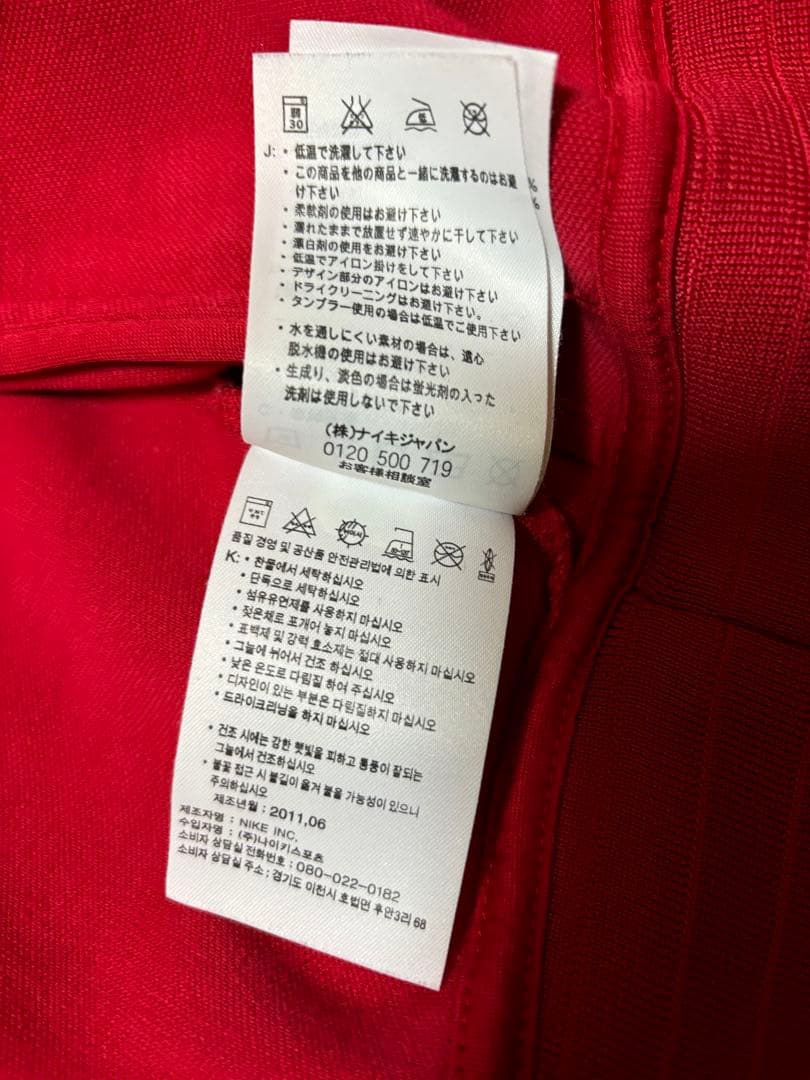 弱
30
低
%
%
J: ・低温で洗濯して下さい
・この商品を他の商品と一緒に洗濯するのはお避
け下さい
・柔軟剤の使用はお避け下さい
・濡れたままで放置せず速やかに干して下さい
・漂白剤の使用をお避け下さい
・低温でアイロン掛けをして下さい
・デザイン部分のアイロンはお避け下さい
・ドライクリーニングはお避け下さい。
・タンブラー使用の場合は低温でご使用下さい
・水を通しにくい素材の場合は、遠心
脱水機の使用はお避け下さい
・生成り、淡色の場合は蛍光剤の入った
洗剤は使用しないで下さい
(株)ナイキジャパン
0120 500 719
お客様相談室
품질 경영 및 공산품 안전관리법에 의한 표시
K: • 찬물에서 세탁하십시오
• 단독으로 세탁하십시오
• 섬유유연제를 사용하지 마십시오
• 젖은채로 포개어 놓지 마십시오
• 표백제 및 강력 효소제는 절대 사용하지 마십시오
• 그늘에 뉘어서 건조 하십시오
• 낮은 온도로 다림질 하여 주십시오
• 디자인이 있는 부분은 다림질하지 마십시오
• 드라이크리닝을 하지 마십시오
• 건조 시에는 강한 햇빛을 피하고 통풍이 잘되는
그늘에서 건조하십시오
• 불꽃 접근 시 불길이 옮겨 붙을 가능성이 있으니
주의하십시오
제조년월 : 2011,06
제조자명 : NIKE INC.
수입자명 : (주)나이키스포츠
소비자 상담실 전화번호 : 080-022-0182
소비자 상담실 주소 ; 경기도 이천시 호법면 후안3리 68